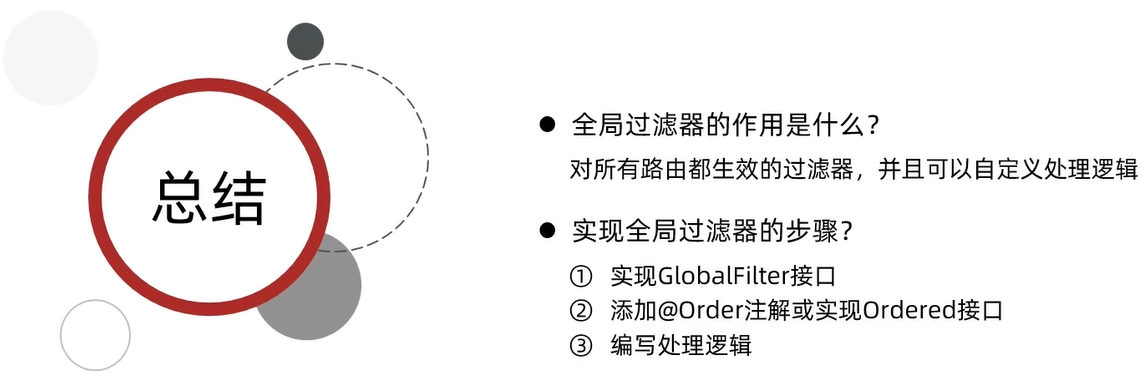 总结
● 全局过滤器的作用是什么？
对所有路由都生效的过滤器，并且可以自定义处理逻辑
● 实现全局过滤器的步骤？
① 实现GlobalFilter接口
② 添加@Order注解或实现Ordered接口
③ 编写处理逻辑